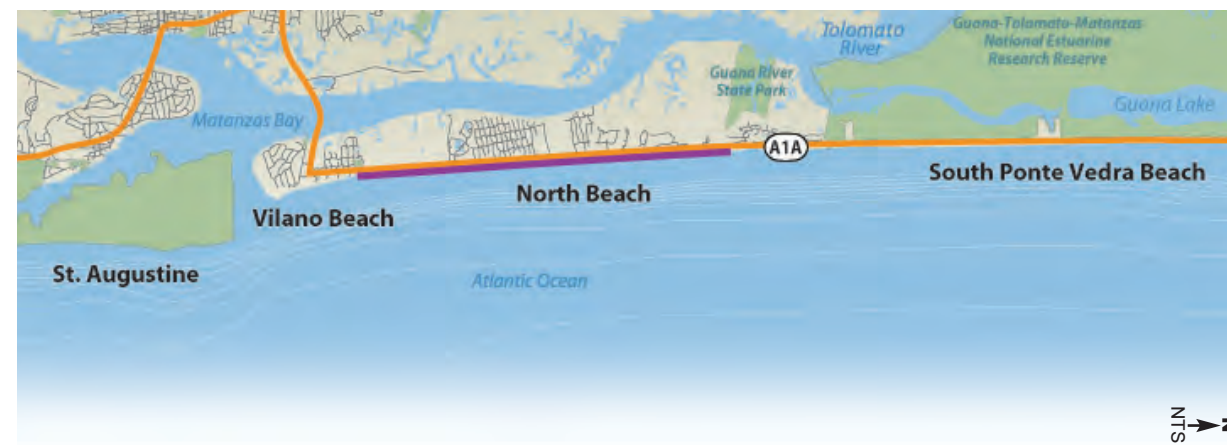 Tolomato
River
Guana-Tolomato-Matanzas
National Estuarine
Research Reserve
Guana River
State Park
Guana Lake
Matanzas Bay
A1A
South Ponte Vedra Beach
North Beach
Vilano Beach
St. Augustine
Atlantic Ocean
NTS